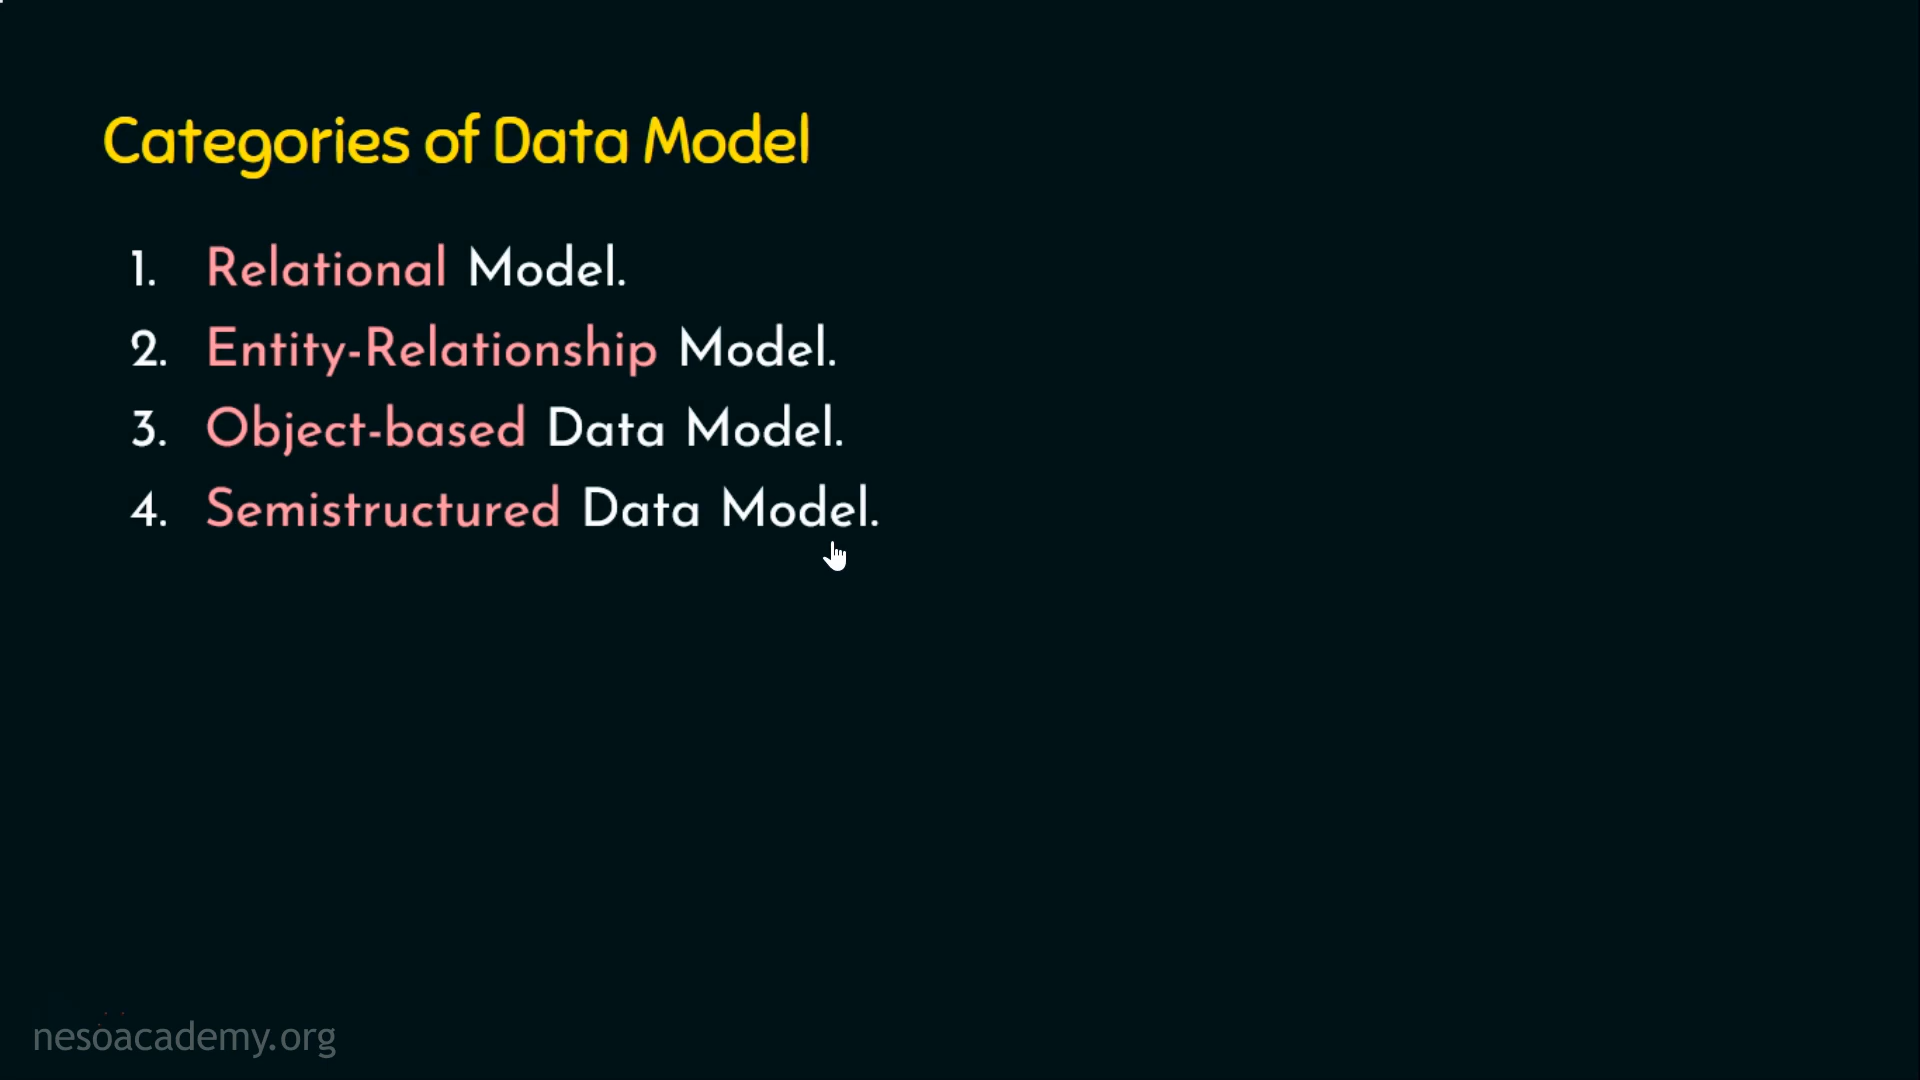 Categories of Data Model
1. Relational Model.
2. Entity-Relationship Model.
3. Object-based Data Model.
4. Semistructured Data Model.
nesoacademy.org